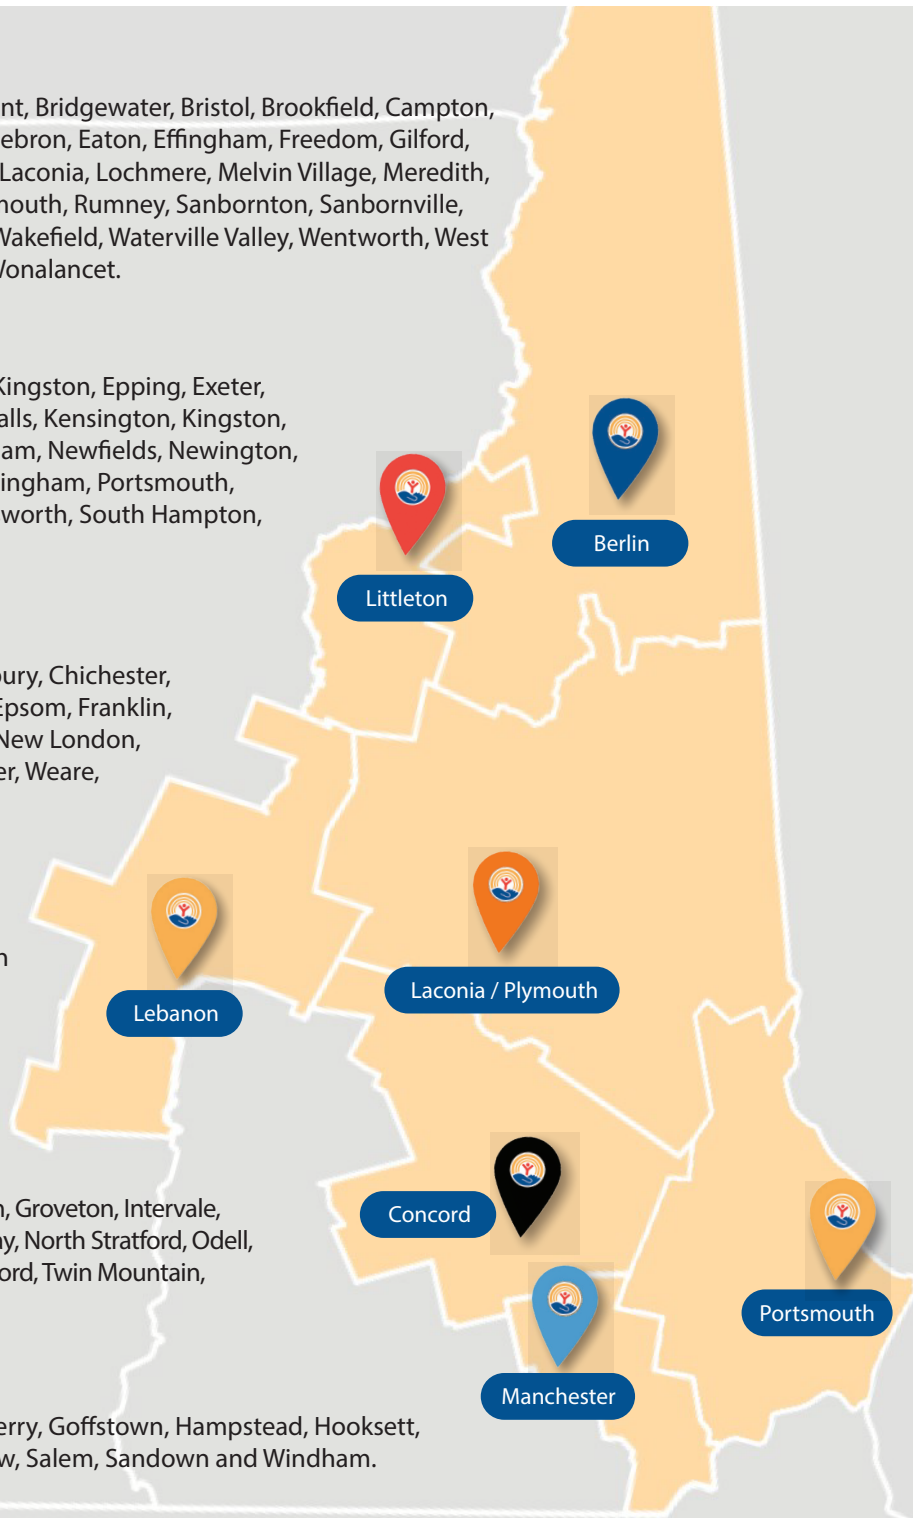 nt, Bridgewater, Bristol, Brookfield, Campton,
ebron, Eaton, Effingham, Freedom, Gilford,
Laconia, Lochmere, Melvin Village, Meredith,
nouth, Rumney, Sanbornton, Sanbornville,
Wakefield, Waterville Valley, Wentworth, West
Vonalancet.
Kingston, Epping, Exeter,
alls, Kensington, Kingston,
am, Newfields, Newington,
ingham, Portsmouth,
sworth, South Hampton,
Berlin
Littleton
bury, Chichester,
Epsom, Franklin,
New London,
er, Weare,
n
Laconia / Plymouth
Lebanon
n, Groveton, Intervale,
ay, North Stratford, Odell,
ord, Twin Mountain,
Concord
Portsmouth
Manchester
erry, Goffstown, Hampstead, Hooksett,
w, Salem, Sandown and Windham.